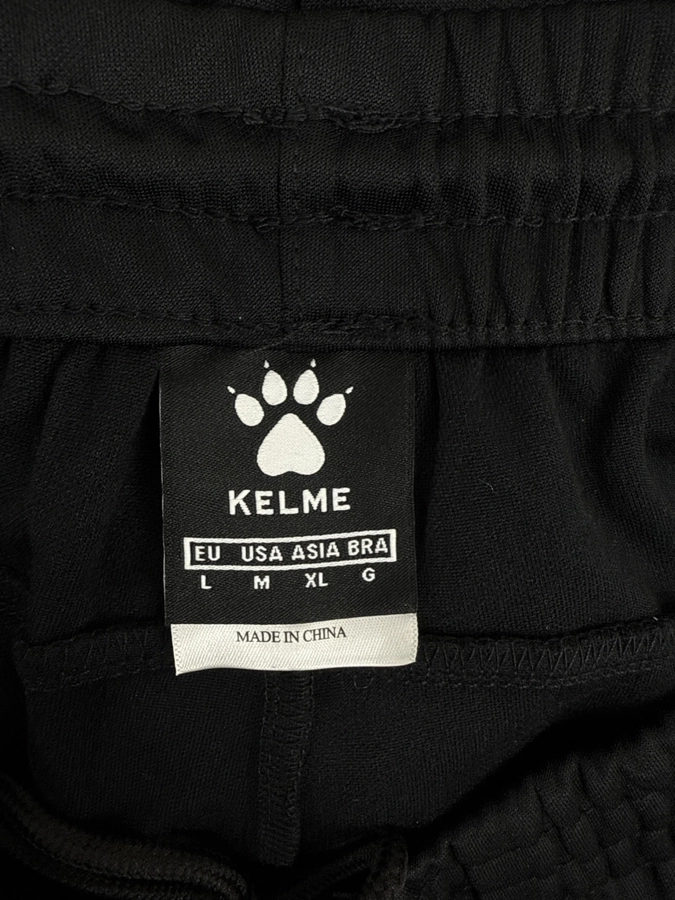 KELME
EU USA ASIA BRA
L M XL G
MADE IN CHINA